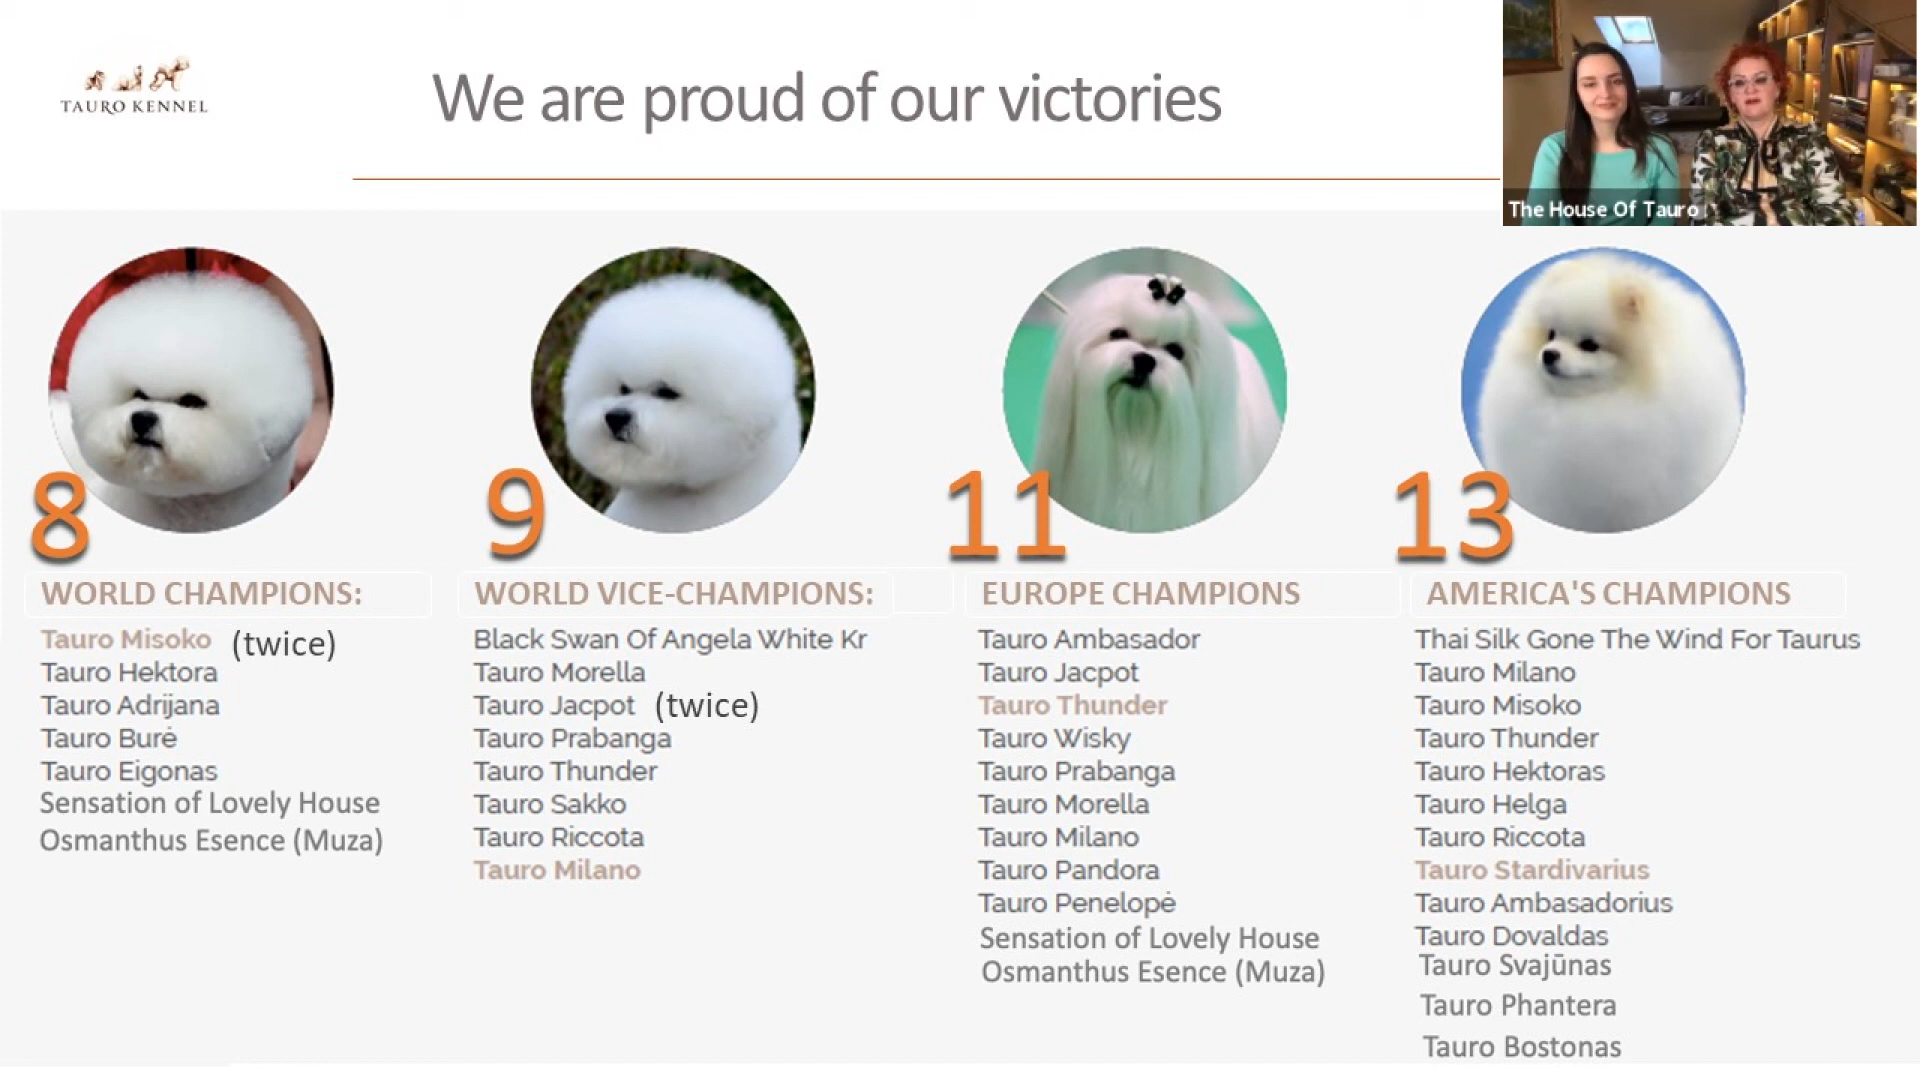 TAURO KENNEL
We are proud of our victories
The House Of Tauro
8
WORLD CHAMPIONS:
Tauro Misoko (twice)
Tauro Hektora
Tauro Adrijana
Tauro Burė
Tauro Eigonas
Sensation of Lovely House
Osmanthus Esence (Muza)
9
WORLD VICE-CHAMPIONS:
Black Swan Of Angela White Kr
Tauro Morella
Tauro Jacpot (twice)
Tauro Prabanga
Tauro Thunder
Tauro Sakko
Tauro Riccota
Tauro Milano
11
EUROPE CHAMPIONS
Tauro Ambasador
Tauro Jacpot
Tauro Thunder
Tauro Wisky
Tauro Prabanga
Tauro Morella
Tauro Milano
Tauro Pandora
Tauro Penelopė
Sensation of Lovely House
Osmanthus Esence (Muza)
13
AMERICA'S CHAMPIONS
Thai Silk Gone The Wind For Taurus
Tauro Milano
Tauro Misoko
Tauro Thunder
Tauro Hektoras
Tauro Helga
Tauro Riccota
Tauro Stardivarius
Tauro Ambasadorius
Tauro Dovaldas
Tauro Svajūnas
Tauro Phantera
Tauro Bostonas